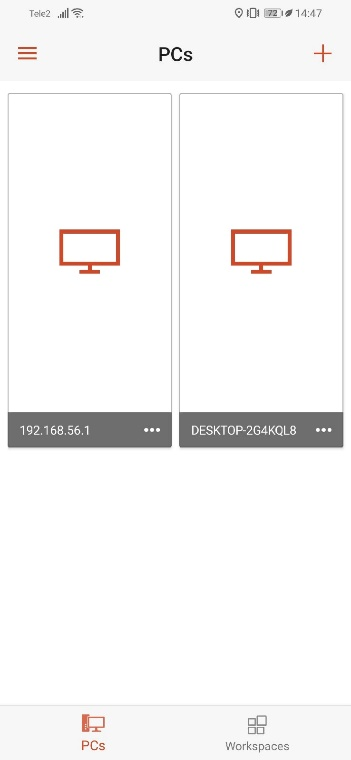 Tele2 72 14:47
PCs
192.168.56.1
DESKTOP-2G4KQL8
PCs
Workspaces